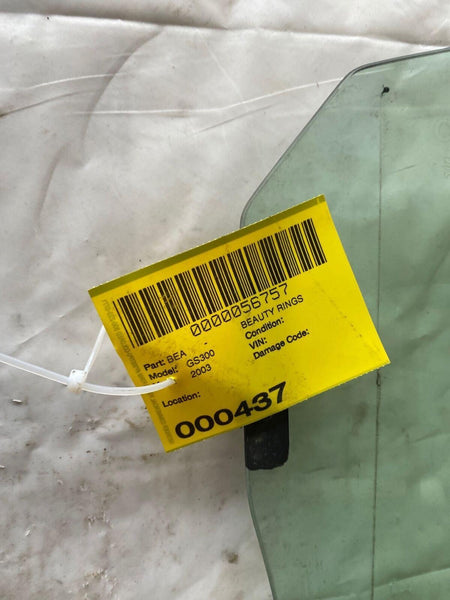 0000056757
Part: BEA BEAUTY RINGS
Model: GS300 Condition:
2003 VIN:
Damage Code:
Location:
000437